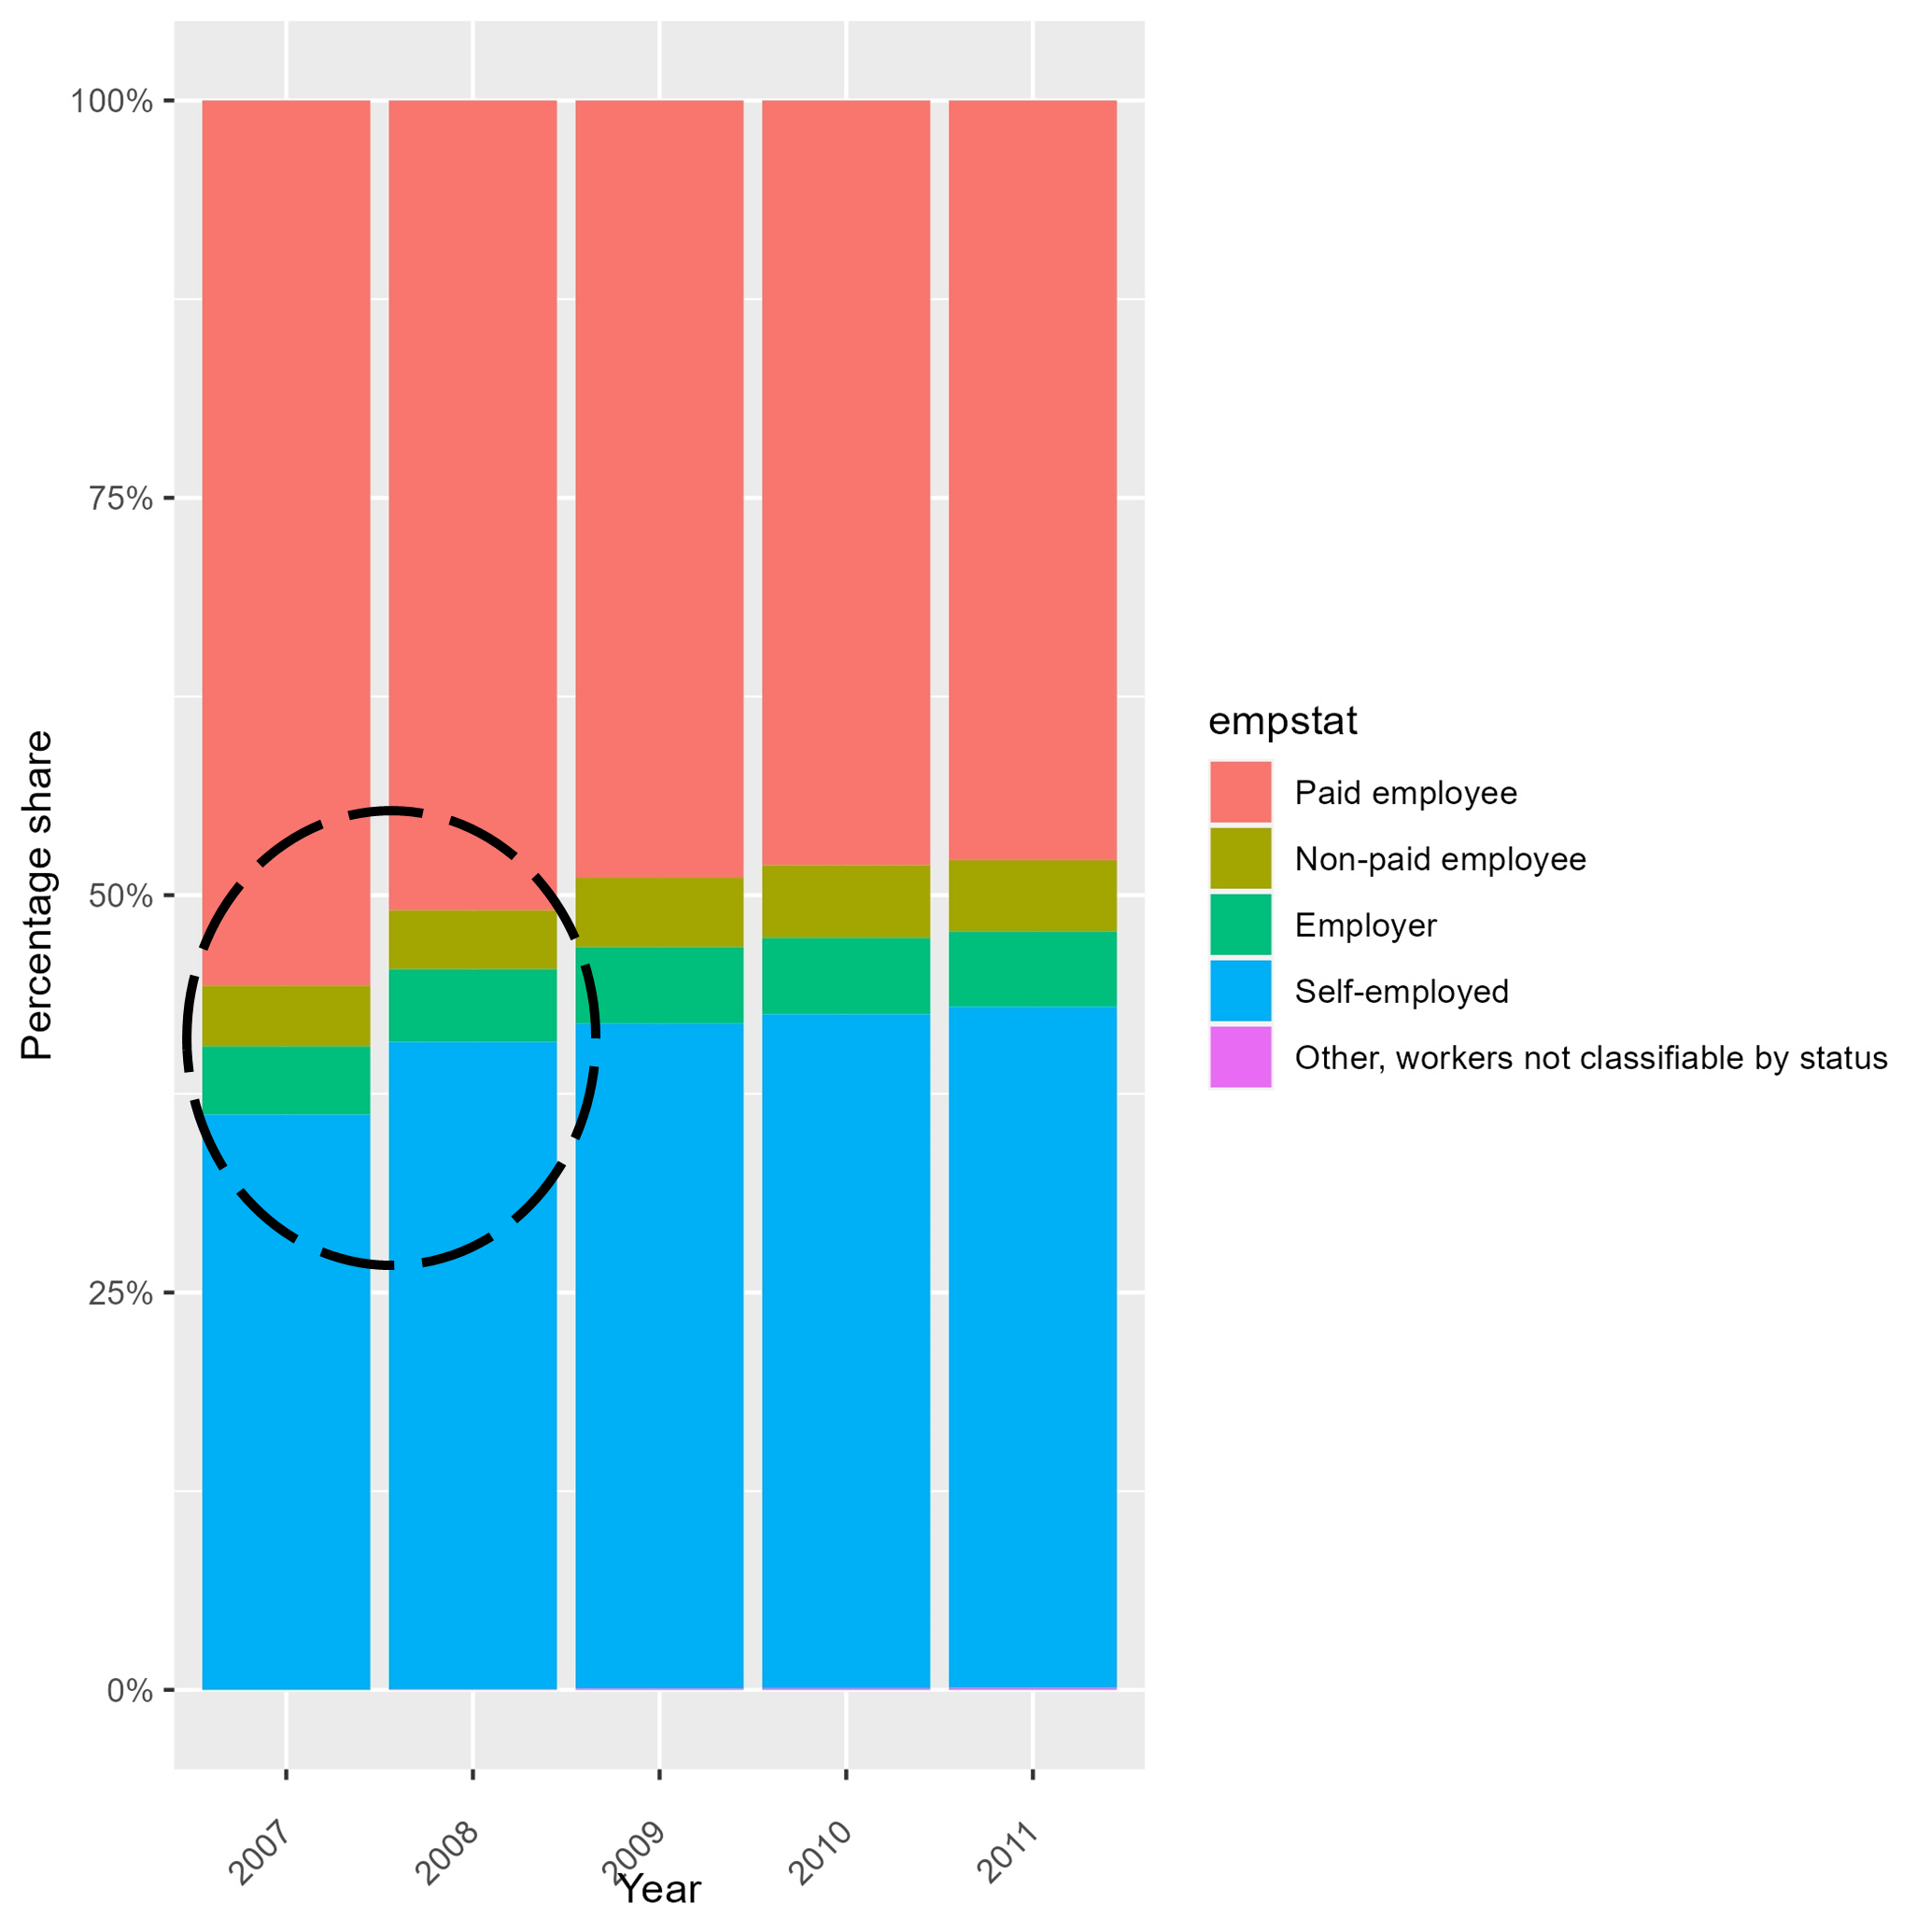 100%
75%
50%
25%
0%
Percentage share
2007
2008
2009
2010
2011
Year
empstat
Paid employee
Non-paid employee
Employer
Self-employed
Other, workers not classifiable by status